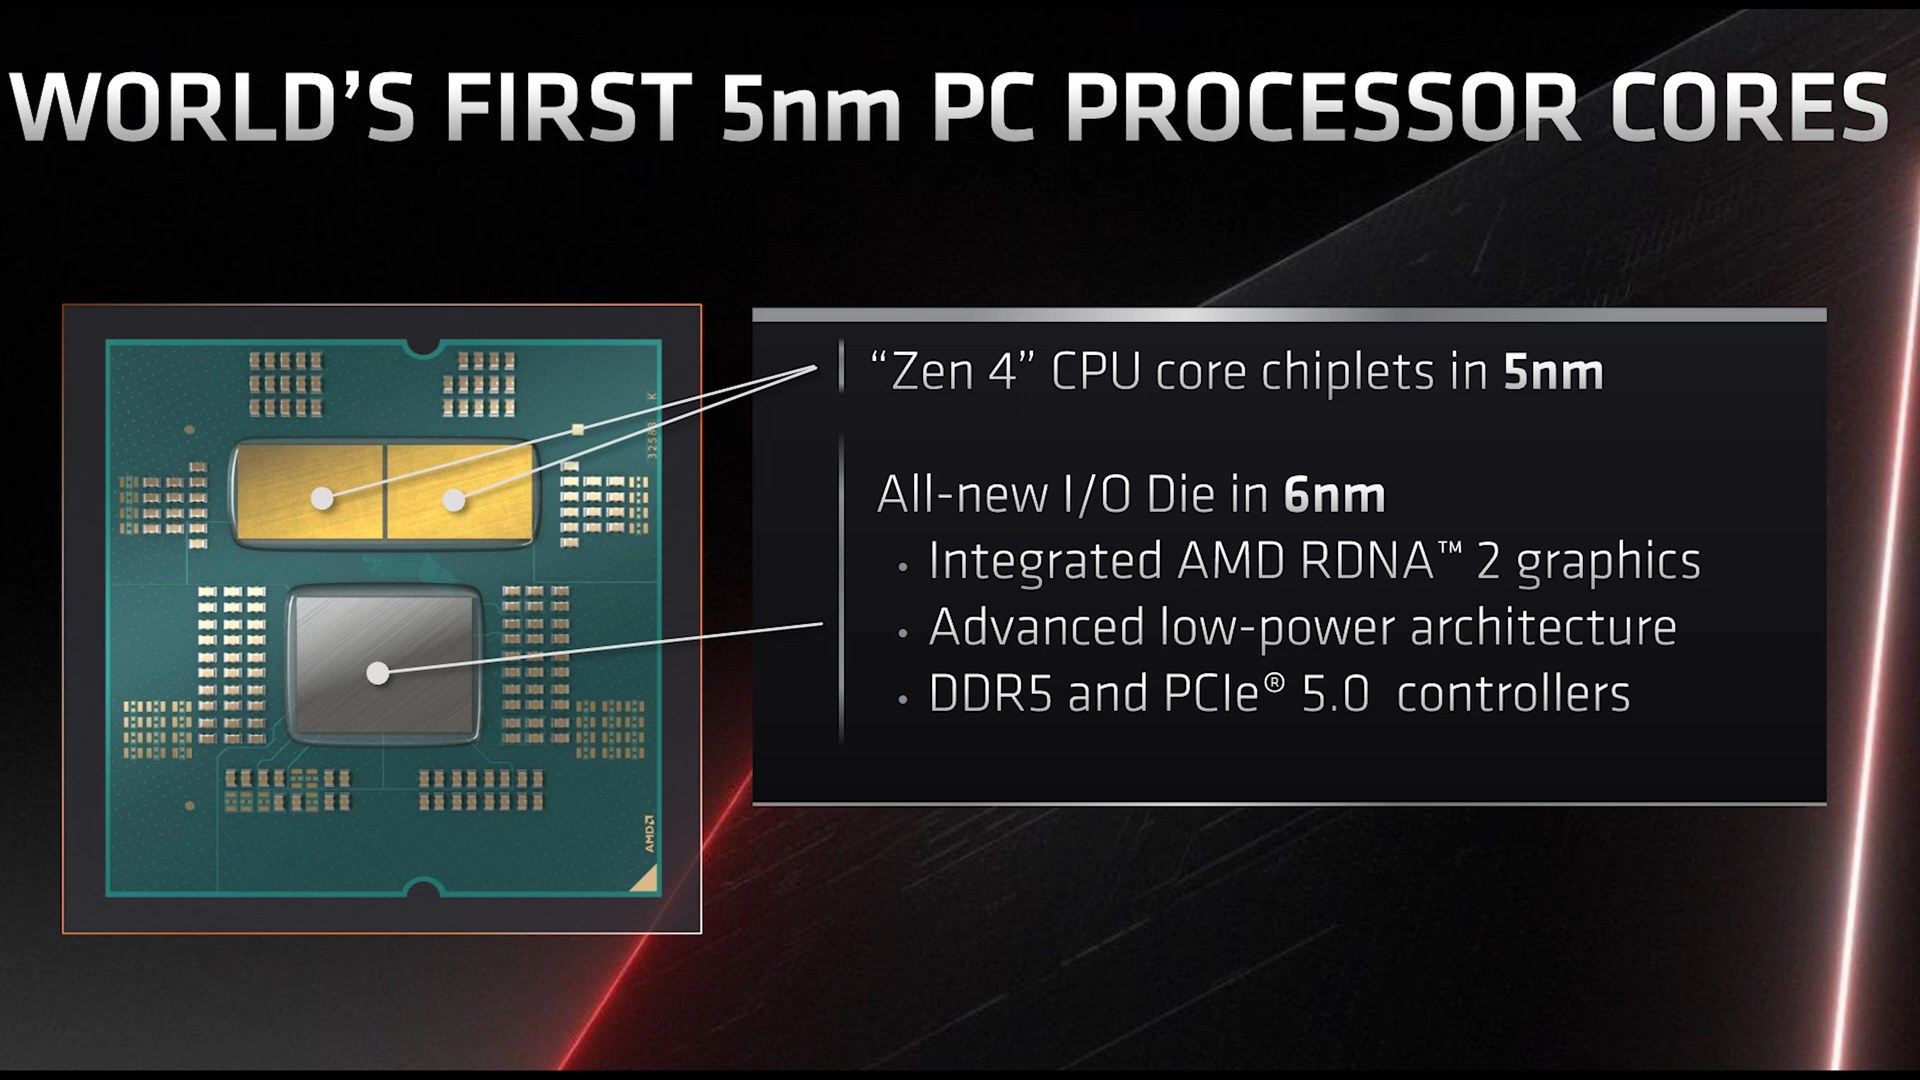 WORLD’S FIRST 5nm PC PROCESSOR CORES
“Zen 4” CPU core chiplets in 5nm
All-new I/O Die in 6nm
• Integrated AMD RDNA™ 2 graphics
• Advanced low-power architecture
• DDR5 and PCIe® 5.0 controllers
AMD